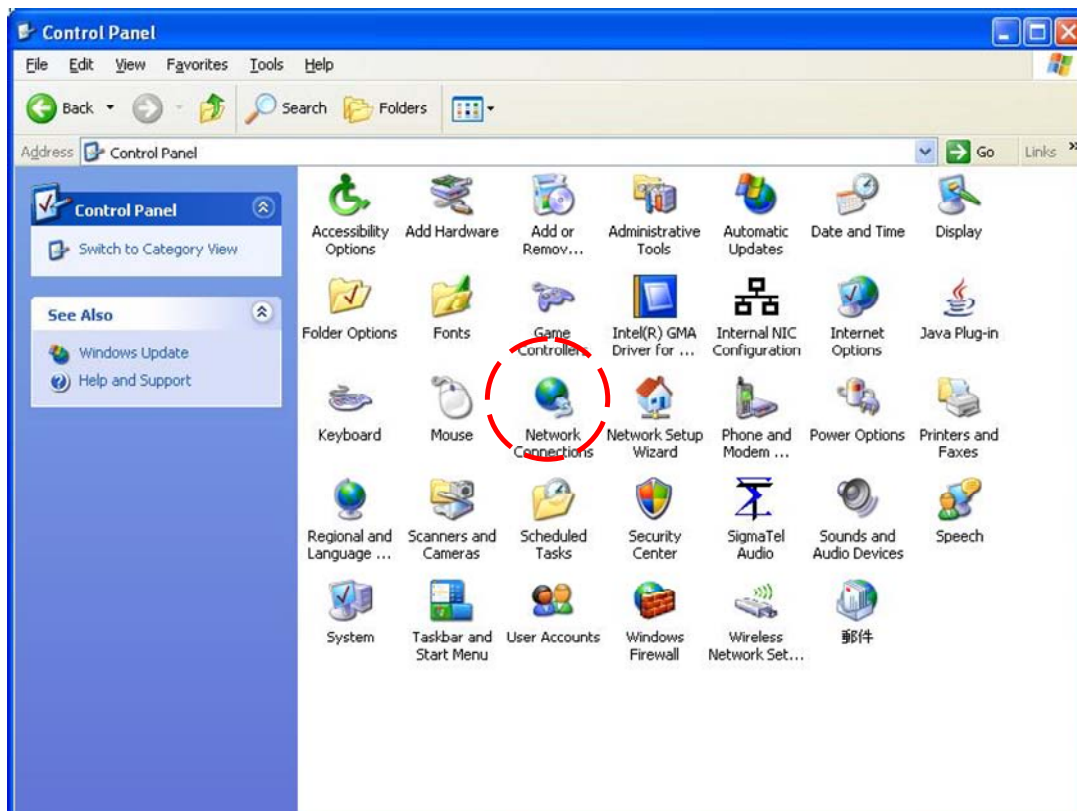 Control Panel
File Edit View Favorites Tools Help
Back Search Folders
Address Control Panel Go Links »
Control Panel
Switch to Category View
See Also
Windows Update
Help and Support
Accessibility Options
Add Hardware
Add or Remov...
Administrative Tools
Automatic Updates
Date and Time
Display
Folder Options
Fonts
Game Controllers
Intel(R) GMA Driver for ...
Internal NIC Configuration
Internet Options
Java Plug-in
Keyboard
Mouse
Network Connections
Network Setup Wizard
Phone and Modem ...
Power Options
Printers and Faxes
Regional and Language ...
Scanners and Cameras
Scheduled Tasks
Security Center
SigmaTel Audio
Sounds and Audio Devices
Speech
System
Taskbar and Start Menu
User Accounts
Windows Firewall
Wireless Network Set...
郵件